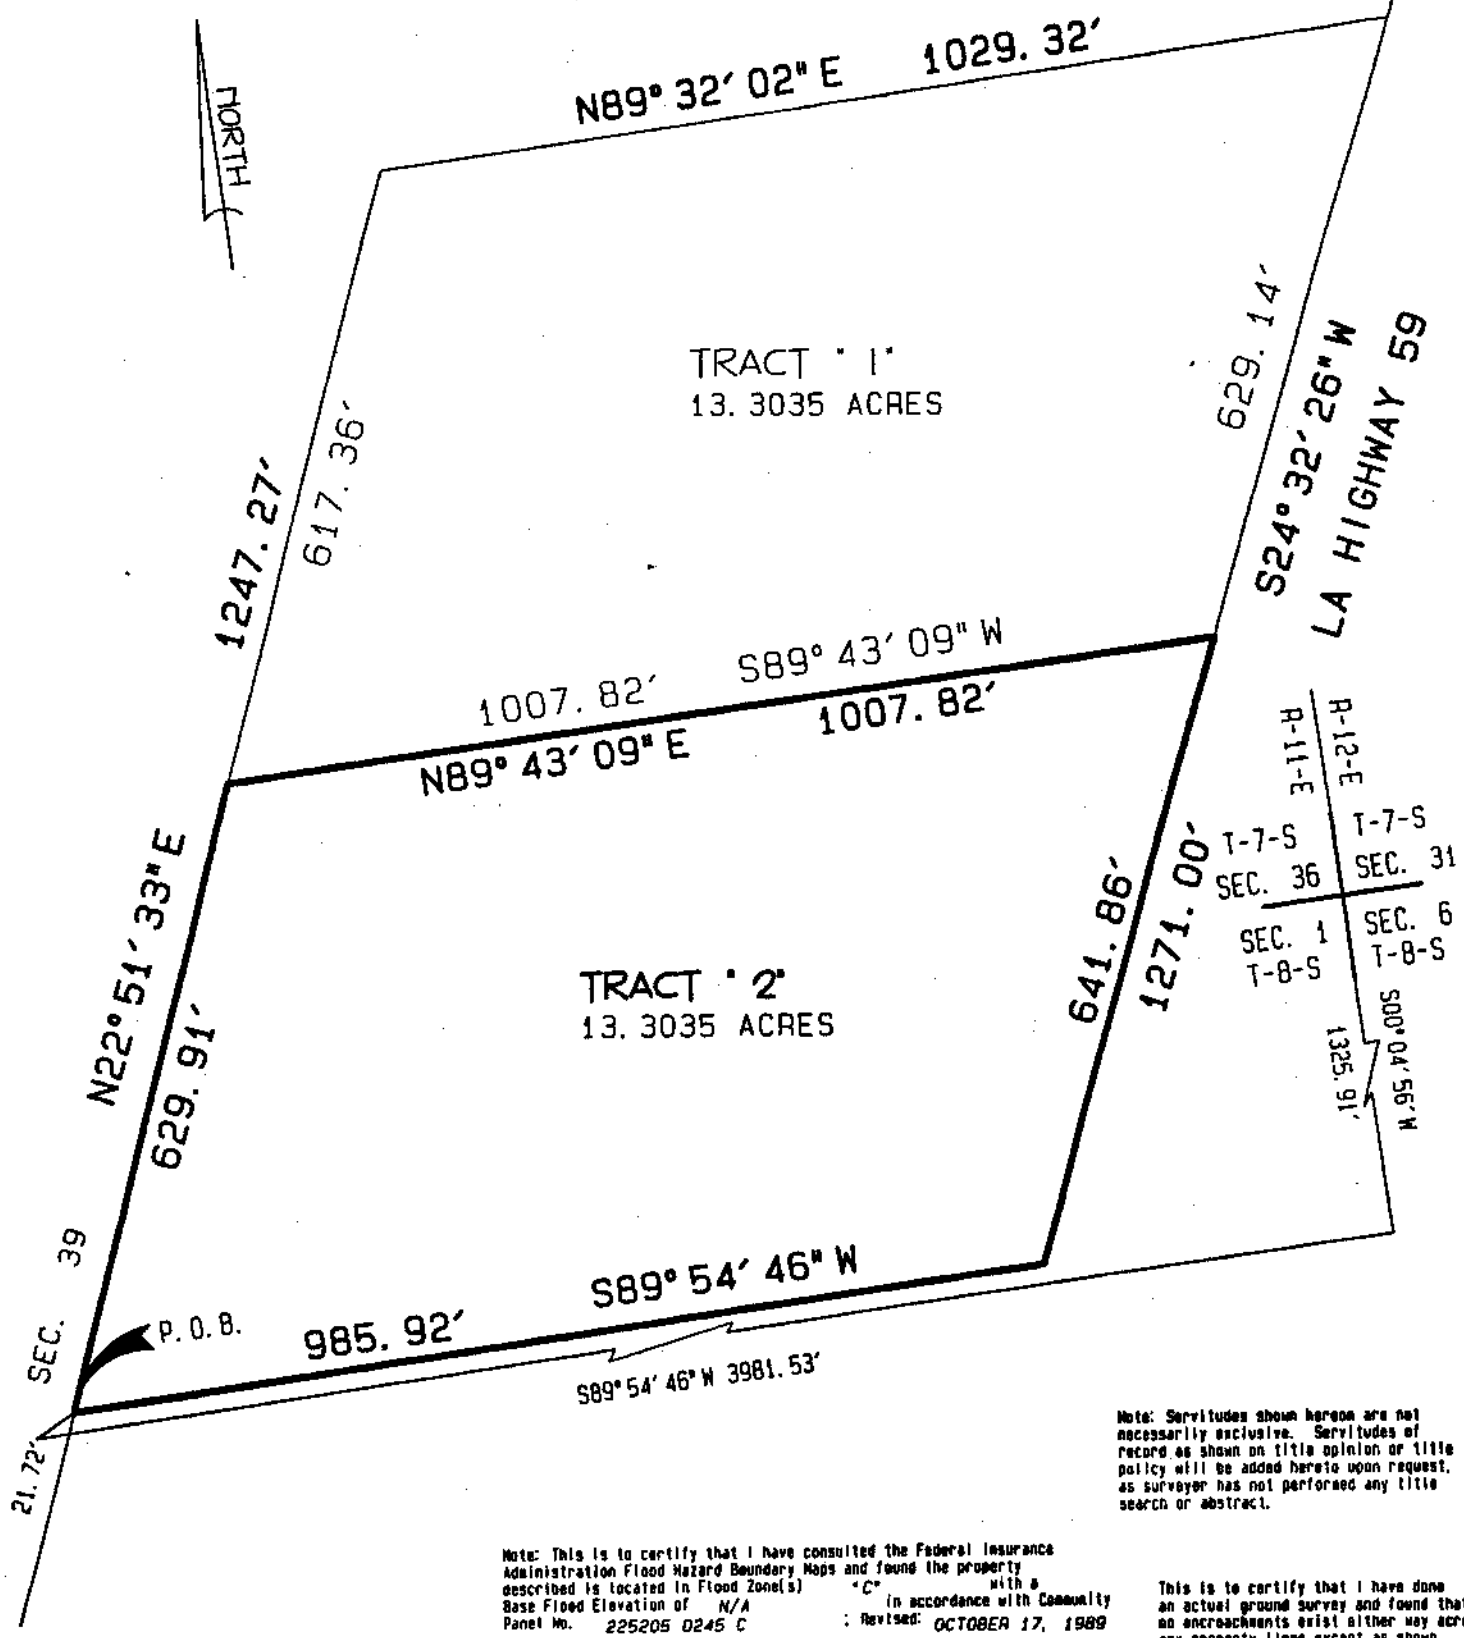 NORTH
N89° 32′ 02" E 1029. 32′
TRACT " 1"
13. 3035 ACRES
629. 14′
S24° 32′ 26" W
LA HIGHWAY 59
1247. 27′
617. 36′
1007. 82′ S89° 43′ 09" W
N89° 43′ 09" E 1007. 82′
R-11-E
R-12-E
T-7-S
SEC. 36
T-7-S
SEC. 31
SEC. 1
T-8-S
SEC. 6
T-8-S
S00° 04′ 56" W
1325. 91′
N22° 51′ 33" E
629. 91′
TRACT " 2"
13. 3035 ACRES
641. 86′
1271. 00′
SEC. 39
P. O. B.
985. 92′ S89° 54′ 46" W
S89° 54′ 46" W 3981. 53′
21. 72′
Note: Servitudes shown hereon are not
necessarily exclusive. Servitudes of
record as shown on title opinion or title
policy will be added hereto upon request,
as surveyor has not performed any title
search or abstract.
Note: This is to certify that I have consulted the Federal Insurance
Administration Flood Hazard Boundary Maps and found the property
described is located in Flood Zone(s) "C" with a
Base Flood Elevation of N/A in accordance with Community
Panel No. 225205 0245 C ; Revised: OCTOBER 17, 1989
This is to certify that I have done
an actual ground survey and found that
no encroachments exist either way